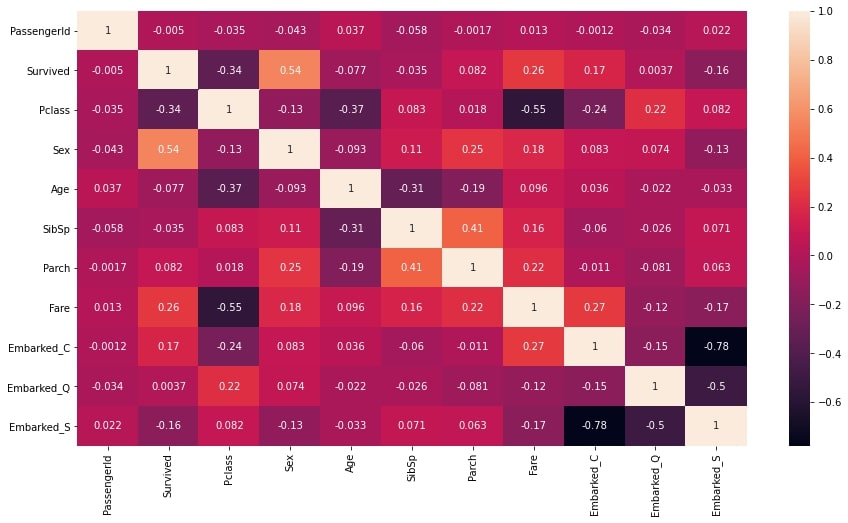 PassengerId 1 -0.005 -0.035 -0.043 0.037 -0.058 -0.0017 0.013 -0.0012 -0.034 0.022
Survived -0.005 1 -0.34 0.54 -0.077 -0.035 0.082 0.26 0.17 0.0037 -0.16
Pclass -0.035 -0.34 1 -0.13 -0.37 0.083 0.018 -0.55 -0.24 0.22 0.082
Sex -0.043 0.54 -0.13 1 -0.093 0.11 0.25 0.18 0.083 0.074 -0.13
Age 0.037 -0.077 -0.37 -0.093 1 -0.31 -0.19 0.096 0.036 -0.022 -0.033
SibSp -0.058 -0.035 0.083 0.11 -0.31 1 0.41 0.16 -0.06 -0.026 0.071
Parch -0.0017 0.082 0.018 0.25 -0.19 0.41 1 0.22 -0.011 -0.081 0.063
Fare 0.013 0.26 -0.55 0.18 0.096 0.16 0.22 1 0.27 -0.12 -0.17
Embarked_C -0.0012 0.17 -0.24 0.083 0.036 -0.06 -0.011 0.27 1 -0.15 -0.78
Embarked_Q -0.034 0.0037 0.22 0.074 -0.022 -0.026 -0.081 -0.12 -0.15 1 -0.5
Embarked_S 0.022 -0.16 0.082 -0.13 -0.033 0.071 0.063 -0.17 -0.78 -0.5 1
PassengerId Survived Pclass Sex Age SibSp Parch Fare Embarked_C Embarked_Q Embarked_S
1.0
0.8
0.6
0.4
0.2
0.0
−0.2
−0.4
−0.6